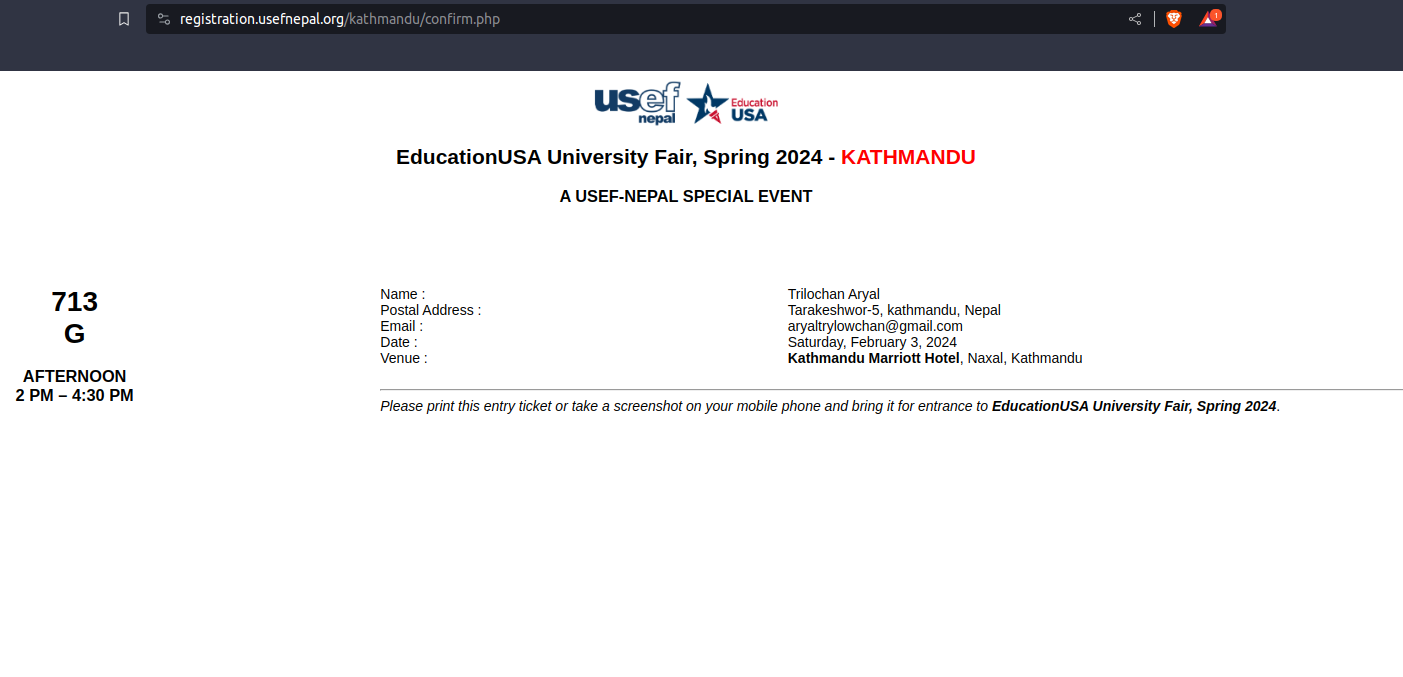 registration.usefnepal.org/kathmandu/confirm.php
1
usef nepal
Education USA
EducationUSA University Fair, Spring 2024 - KATHMANDU
A USEF-NEPAL SPECIAL EVENT
713
G
AFTERNOON
2 PM – 4:30 PM
Name : Trilochan Aryal
Postal Address : Tarakeshwor-5, kathmandu, Nepal
Email : aryaltrylowchan@gmail.com
Date : Saturday, February 3, 2024
Venue : Kathmandu Marriott Hotel, Naxal, Kathmandu
Please print this entry ticket or take a screenshot on your mobile phone and bring it for entrance to EducationUSA University Fair, Spring 2024.